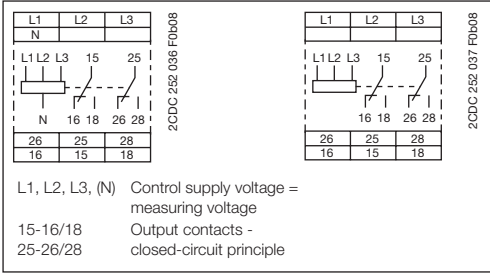 L1 L2 L3
N
L1 L2 L3 15 25
N 16 18 26 28
26 25 28
16 15 18
2CDC 252 036 F0b08
L1 L2 L3
L1 L2 L3 15 25
16 18 26 28
26 25 28
16 15 18
2CDC 252 037 F0b08
L1, L2, L3, (N) Control supply voltage =
measuring voltage
15-16/18 Output contacts -
25-26/28 closed-circuit principle